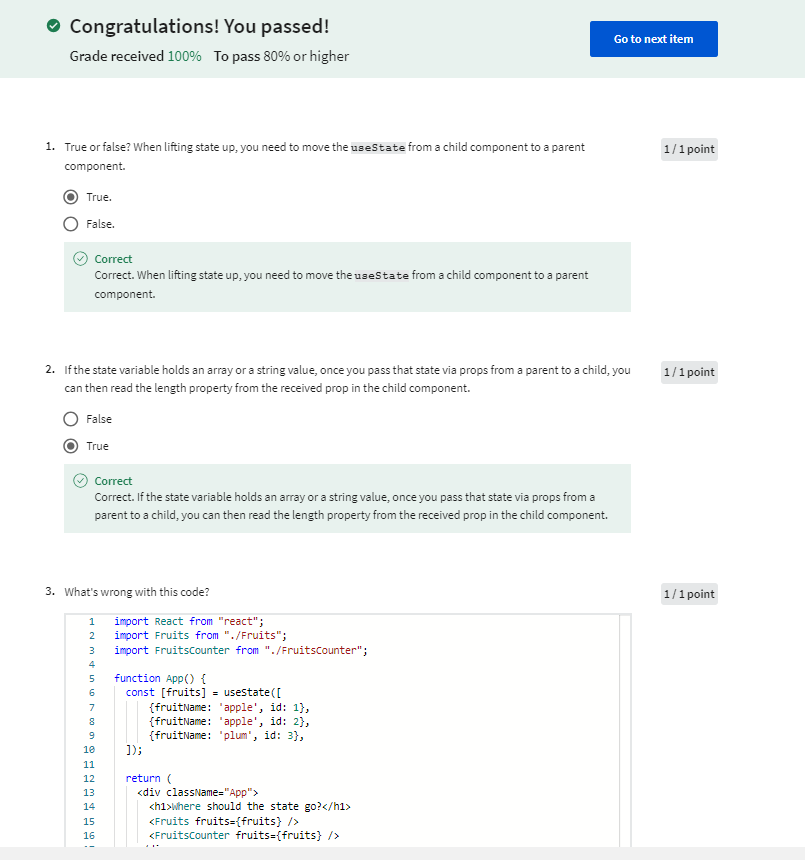 Congratulations! You passed!
Grade received 100% To pass 80% or higher
Go to next item
1. True or false? When lifting state up, you need to move the useState from a child component to a parent
component.
1 / 1 point
True.
False.
Correct
Correct. When lifting state up, you need to move the useState from a child component to a parent
component.
2. If the state variable holds an array or a string value, once you pass that state via props from a parent to a child, you
can then read the length property from the received prop in the child component.
1 / 1 point
False
True
Correct
Correct. If the state variable holds an array or a string value, once you pass that state via props from a
parent to a child, you can then read the length property from the received prop in the child component.
3. What's wrong with this code?
1 / 1 point
1 import React from "react";
2 import Fruits from "./Fruits";
3 import FruitsCounter from "./FruitsCounter";
4
5 function App() {
6 const [fruits] = useState([
7 {fruitName: 'apple', id: 1},
8 {fruitName: 'apple', id: 2},
9 {fruitName: 'plum', id: 3},
10 ]);
11
12 return (
13 <div className="App">
14 <h1>Where should the state go?</h1>
15 <Fruits fruits={fruits} />
16 <FruitsCounter fruits={fruits} />